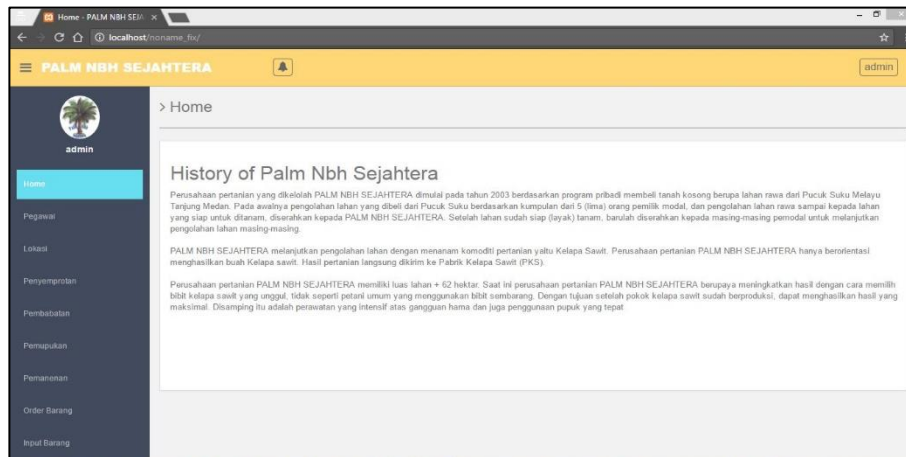 Home - PALM NBH SEJA
localhost/noname_fix/
PALM NBH SEJAHTERA
admin
admin
> Home
Home
Pegawai
Lokasi
Penyemprotan
Pembabatan
Pemupukan
Pemanenan
Order Barang
Input Barang
History of Palm Nbh Sejahtera
Perusahaan pertanian yang dikelolah PALM NBH SEJAHTERA dimulai pada tahun 2003 berdasarkan program pribadi membeli tanah kosong berupa lahan rawa dari Pucuk Suku Melayu
Tanjung Medan. Pada awalnya pengolahan lahan yang dibeli dari Pucuk Suku berdasarkan kumpulan dari 5 (lima) orang pemilik modal, dan pengolahan lahan rawa sampai kepada lahan
yang siap untuk ditanam, diserahkan kepada PALM NBH SEJAHTERA. Setelah lahan sudah siap (layak) tanam, barulah diserahkan kepada masing-masing pemodal untuk melanjutkan
pengolahan lahan masing-masing.
PALM NBH SEJAHTERA melanjutkan pengolahan lahan dengan menanam komoditi pertanian yaitu Kelapa Sawit. Perusahaan pertanian PALM NBH SEJAHTERA hanya berorientasi
menghasilkan buah Kelapa sawit. Hasil pertanian langsung dikirim ke Pabrik Kelapa Sawit (PKS).
Perusahaan pertanian PALM NBH SEJAHTERA memiliki luas lahan + 62 hektar. Saat ini perusahaan pertanian PALM NBH SEJAHTERA berupaya meningkatkan hasil dengan cara memilih
bibit kelapa sawit yang unggul, tidak seperti petani umum yang menggunakan bibit sembarang. Dengan tujuan setelah pokok kelapa sawit sudah berproduksi, dapat menghasilkan hasil yang
maksimal. Disamping itu adalah perawatan yang intensif atas gangguan hama dan juga penggunaan pupuk yang tepat